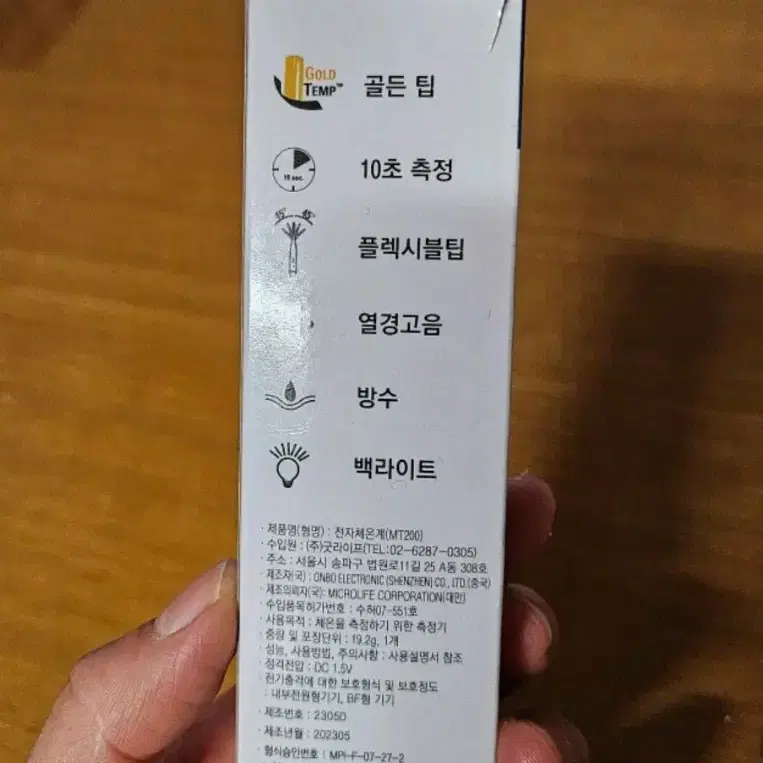 GOLD
TEMP™
골든 팁
10 sec.
10초 측정
45° 45°
플렉시블팁
열경고음
방수
백라이트
· 제품명(형명) : 전자체온계(MT200)
· 수입원 : (주)굿라이프(TEL:02-6287-0305)
· 주소 : 서울시 송파구 법원로11길 25 A동 308호
· 제조자(국) : ONBO ELECTRONIC (SHENZHEN) CO., LTD.(중국)
· 제조의뢰자(국) : MICROLIFE CORPORATION(대만)
· 수입품목허가번호 : 수허07-551호
· 사용목적 : 체온을 측정하기 위한 측정기
· 중량 및 포장단위 : 19.2g, 1개
· 성능, 사용방법, 주의사항 : 사용설명서 참조
· 정격전압 : DC 1.5V
· 전기충격에 대한 보호형식 및 보호정도
: 내부전원형기기, BF형 기기
· 제조번호 : 2305D
· 제조년월 : 202305
· 형식승인번호 : MPI-F-07-27-2